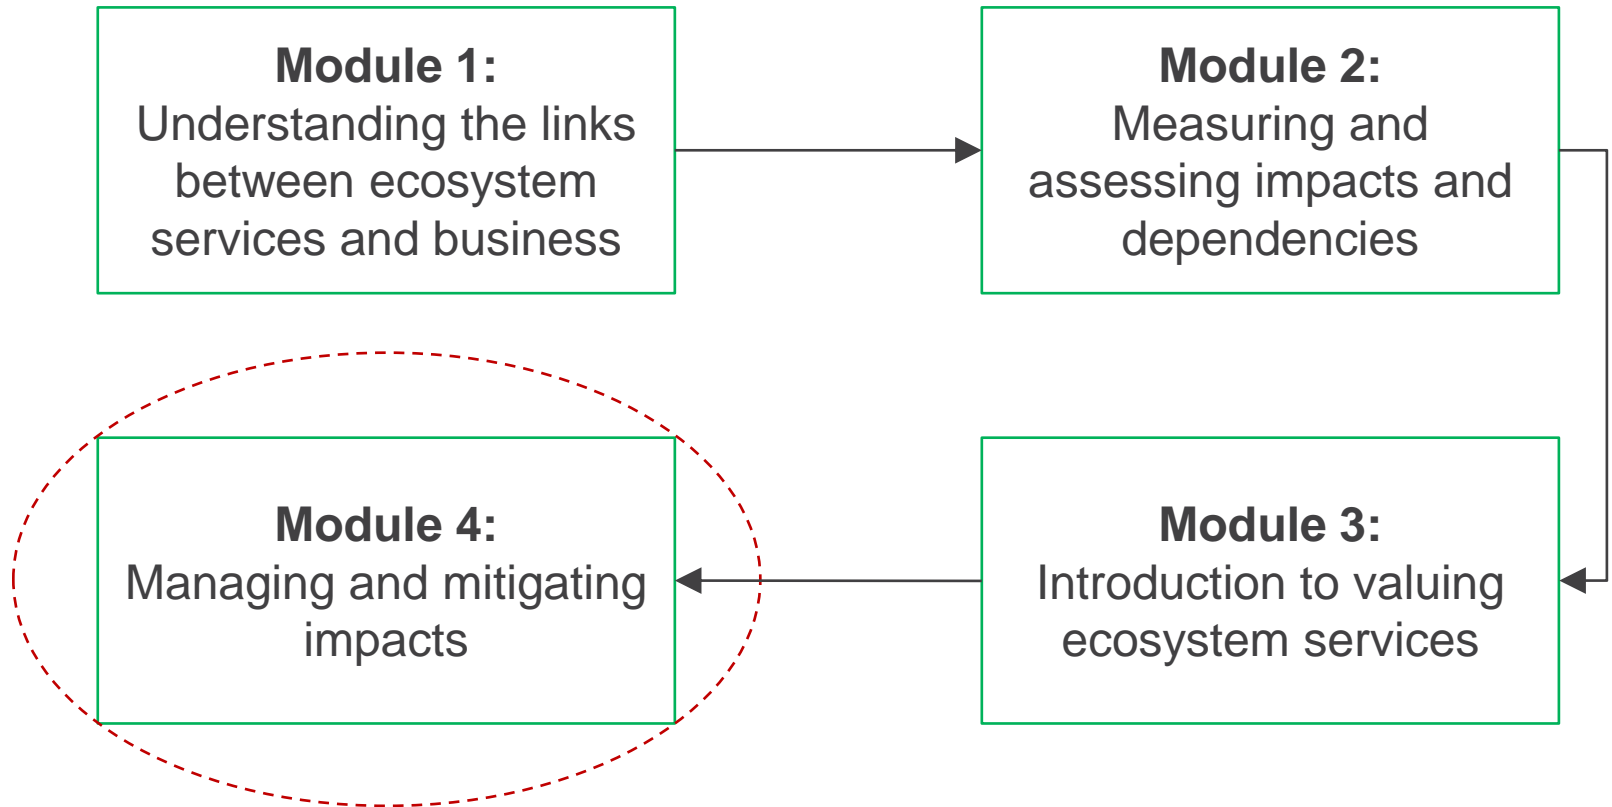 Module 1:
Understanding the links
between ecosystem
services and business
Module 2:
Measuring and
assessing impacts and
dependencies
Module 3:
Introduction to valuing
ecosystem services
Module 4:
Managing and mitigating
impacts